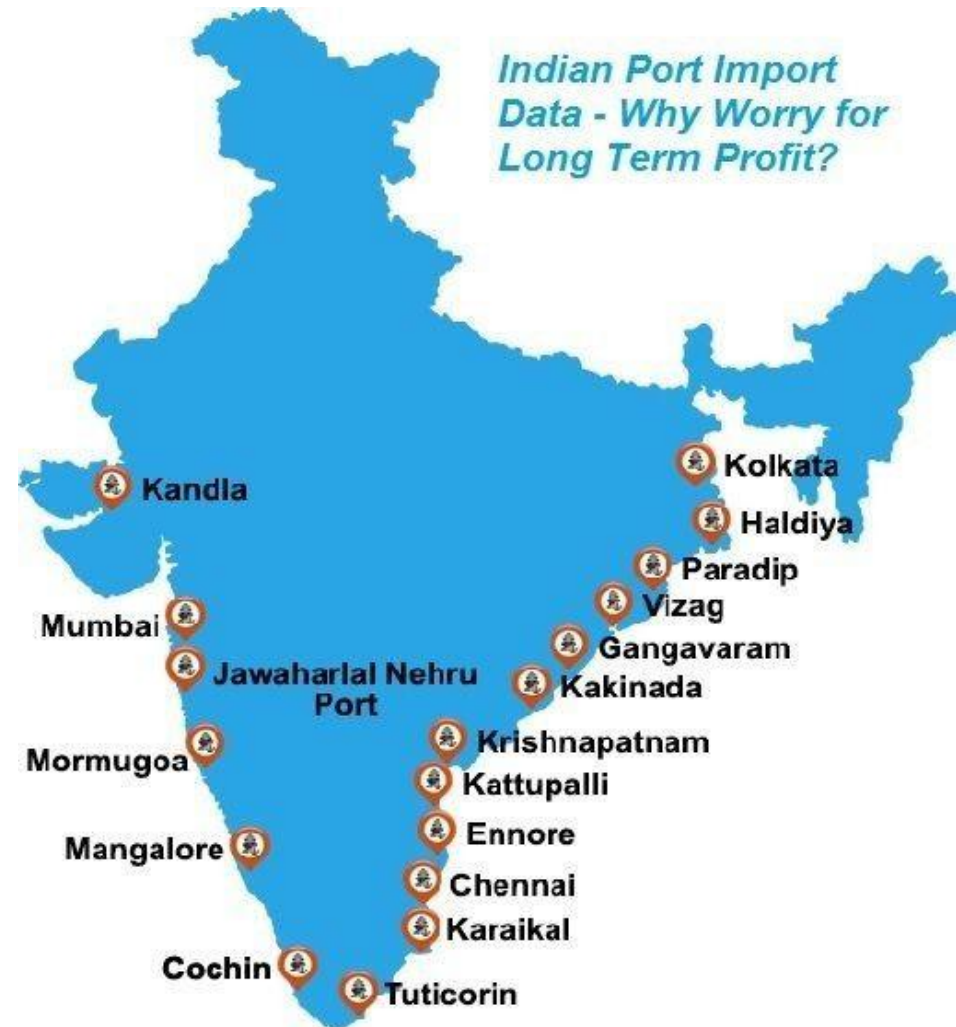 Indian Port Import
Data - Why Worry for
Long Term Profit?
Kolkata
Kandla
Haldiya
Paradip
Vizag
Mumbai
Gangavaram
Jawaharlal Nehru
Port
Kakinada
Krishnapatnam
Mormugoa
Kattupalli
Ennore
Mangalore
Chennai
Karaikal
Cochin
Tuticorin